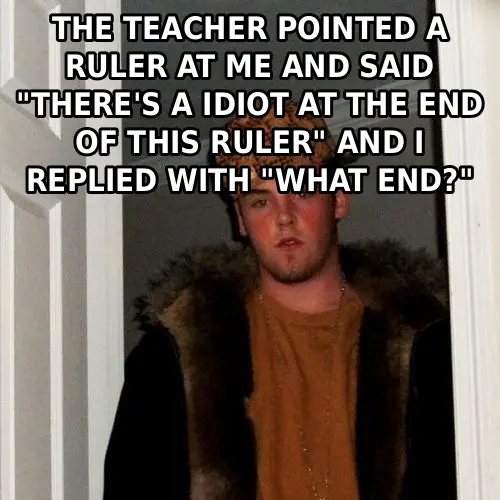 THE TEACHER POINTED A
RULER AT ME AND SAID
"THERE'S A IDIOT AT THE END
OF THIS RULER" AND I
REPLIED WITH "WHAT END?"